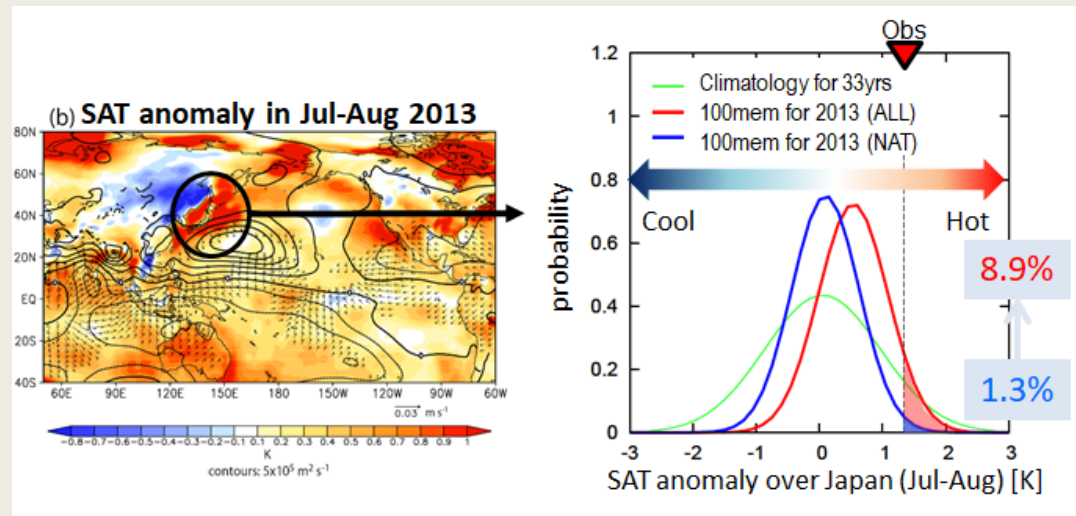 (b) SAT anomaly in Jul-Aug 2013
80N
60N
40N
20N
EQ
20S
40S
60E 90E 120E 150E 180 150W 120W 90W 60W
0.03 m s⁻¹
-0.8 -0.7 -0.6 -0.5 -0.4 -0.3 -0.2 -0.1 0.1 0.2 0.3 0.4 0.5 0.6 0.7 0.8 0.9 1
K
contours: 5x10⁵ m² s⁻¹
Obs
1.2
1
0.8
0.6
0.4
0.2
0
probability
Climatology for 33yrs
100mem for 2013 (ALL)
100mem for 2013 (NAT)
Cool Hot
8.9%
1.3%
-3 -2 -1 0 1 2 3
SAT anomaly over Japan (Jul-Aug) [K]